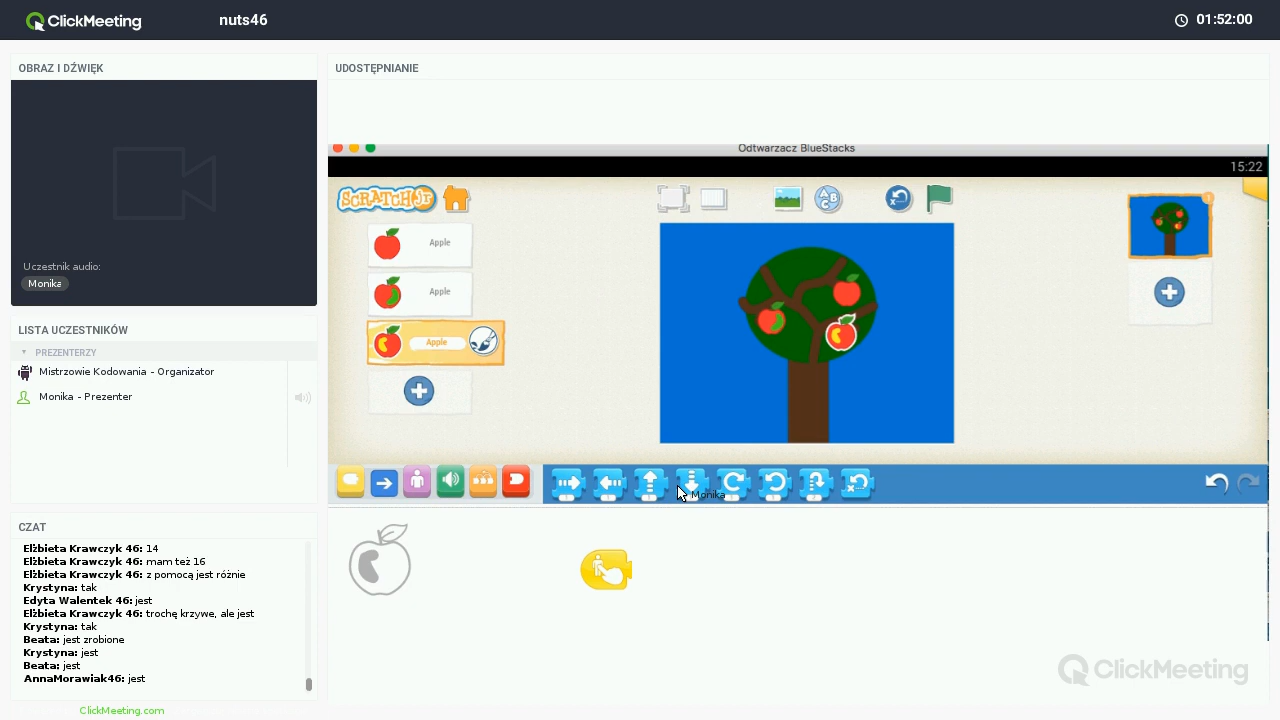 ClickMeeting
nuts46
01:52:00
OBRAZ I DŹWIĘK
Uczestnik audio:
Monika
LISTA UCZESTNIKÓW
PREZENTERZY
Mistrzowie Kodowania - Organizator
Monika - Prezenter
CZAT
Elżbieta Krawczyk 46: 14
Elżbieta Krawczyk 46: mam też 16
Elżbieta Krawczyk 46: z pomocą jest różnie
Krystyna: tak
Edyta Walentek 46: jest
Elżbieta Krawczyk 46: trochę krzywe, ale jest
Krystyna: tak
Beata: jest zrobione
Krystyna: jest
Beata: jest
AnnaMorawiak46: jest
ClickMeeting.com
UDOSTĘPNIANIE
Odtwarzacz BlueStacks
15:22
SCRATCHJr
A
B
C
1
Apple
Apple
Apple
Monika
ClickMeeting